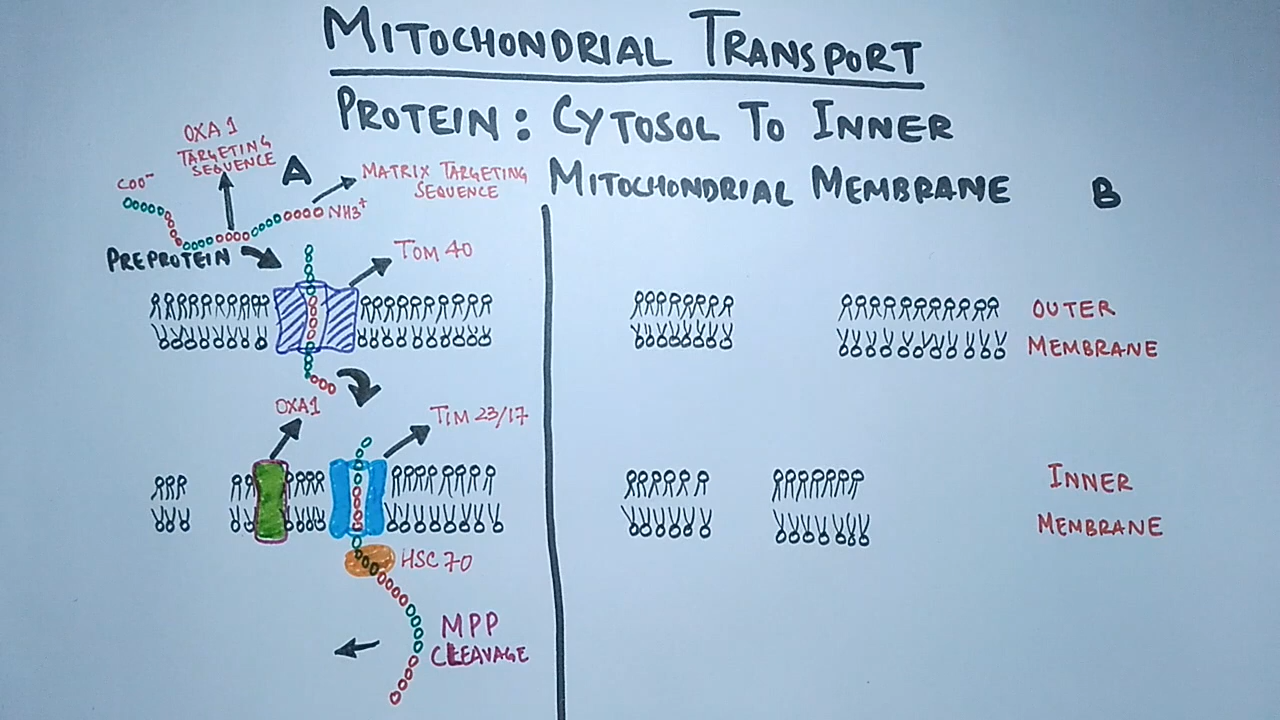 MITOCHONDRIAL TRANSPORT
PROTEIN: CYTOSOL TO INNER
MITOCHONDRIAL MEMBRANE
A
B
OXA 1
TARGETING
SEQUENCE
MATRIX TARGETING
SEQUENCE
COO⁻
NH3⁺
PREPROTEIN
TOM 40
OUTER
MEMBRANE
OXA1
TIM 23/17
INNER
MEMBRANE
HSC 70
MPP
CLEAVAGE